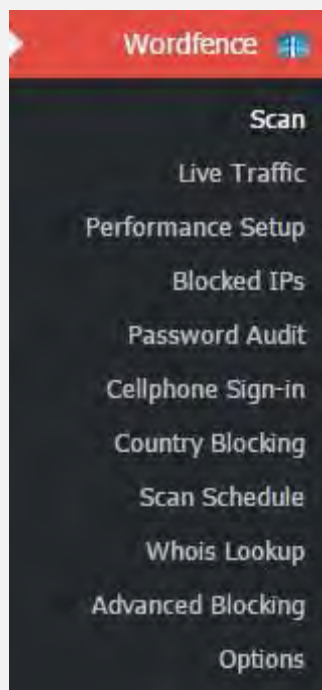 Wordfence
Scan
Live Traffic
Performance Setup
Blocked IPs
Password Audit
Cellphone Sign-in
Country Blocking
Scan Schedule
Whois Lookup
Advanced Blocking
Options